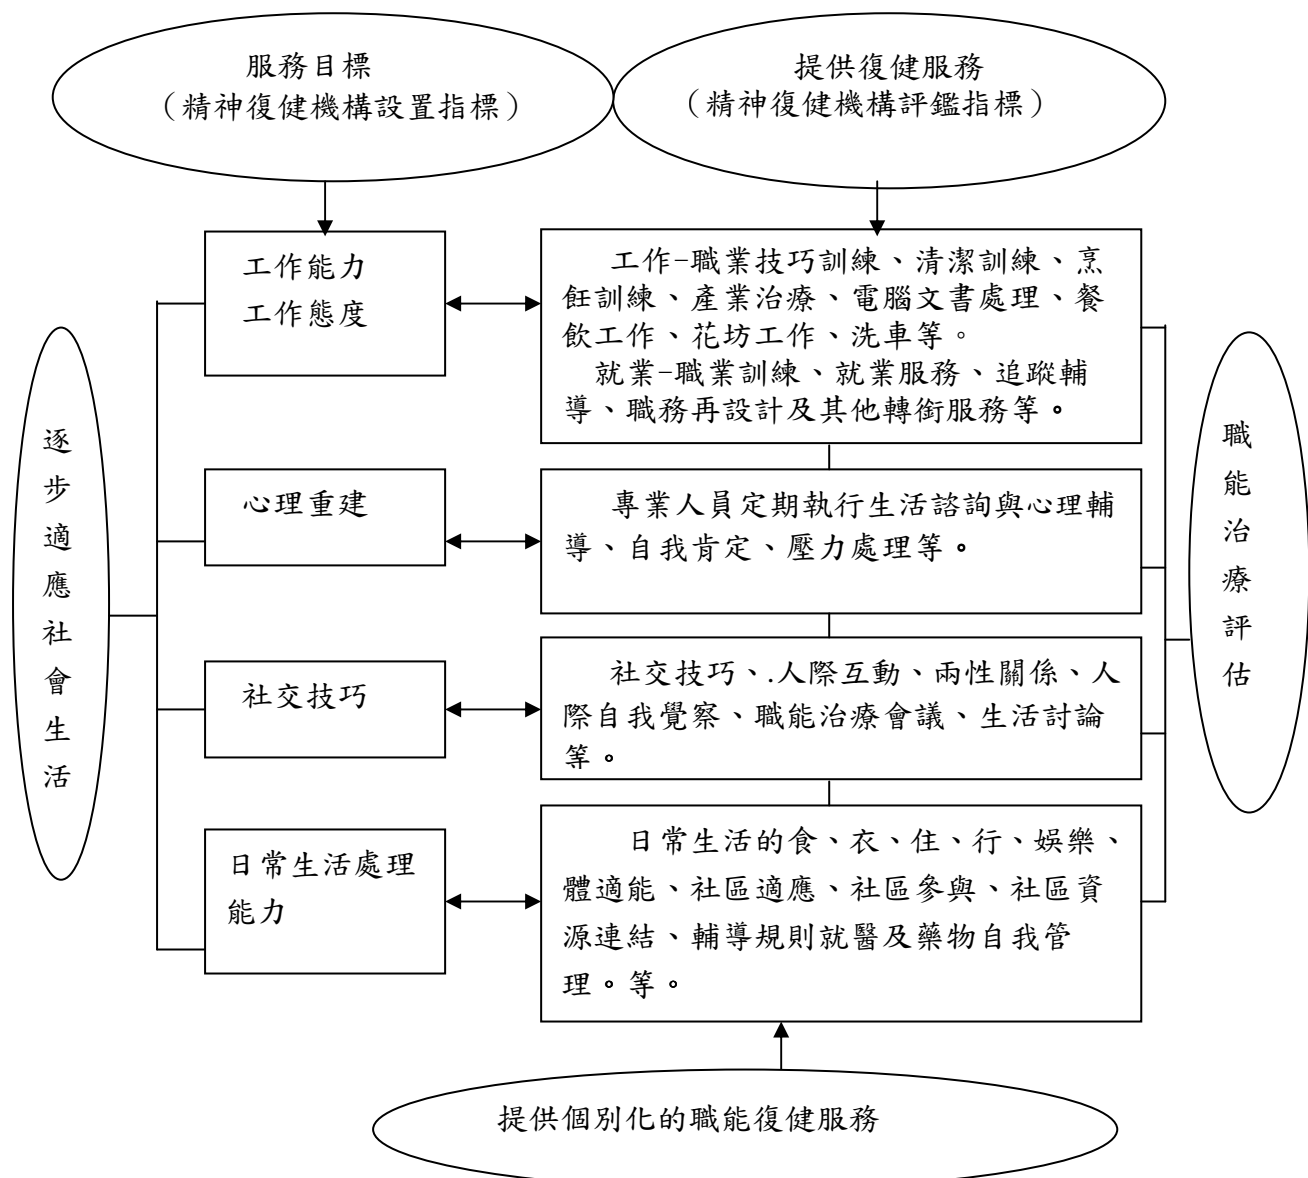 服務目標
（精神復健機構設置指標）
提供復健服務
（精神復健機構評鑑指標）
工作能力
工作態度
工作-職業技巧訓練、清潔訓練、烹
飪訓練、產業治療、電腦文書處理、餐
飲工作、花坊工作、洗車等。
就業-職業訓練、就業服務、追蹤輔
導、職務再設計及其他轉銜服務等。
逐步適應社會生活
職能治療評估
心理重建
專業人員定期執行生活諮詢與心理輔
導、自我肯定、壓力處理等。
社交技巧
社交技巧、.人際互動、兩性關係、人
際自我覺察、職能治療會議、生活討論
等。
日常生活處理
能力
日常生活的食、衣、住、行、娛樂、
體適能、社區適應、社區參與、社區資
源連結、輔導規則就醫及藥物自我管
理。等。
提供個別化的職能復健服務